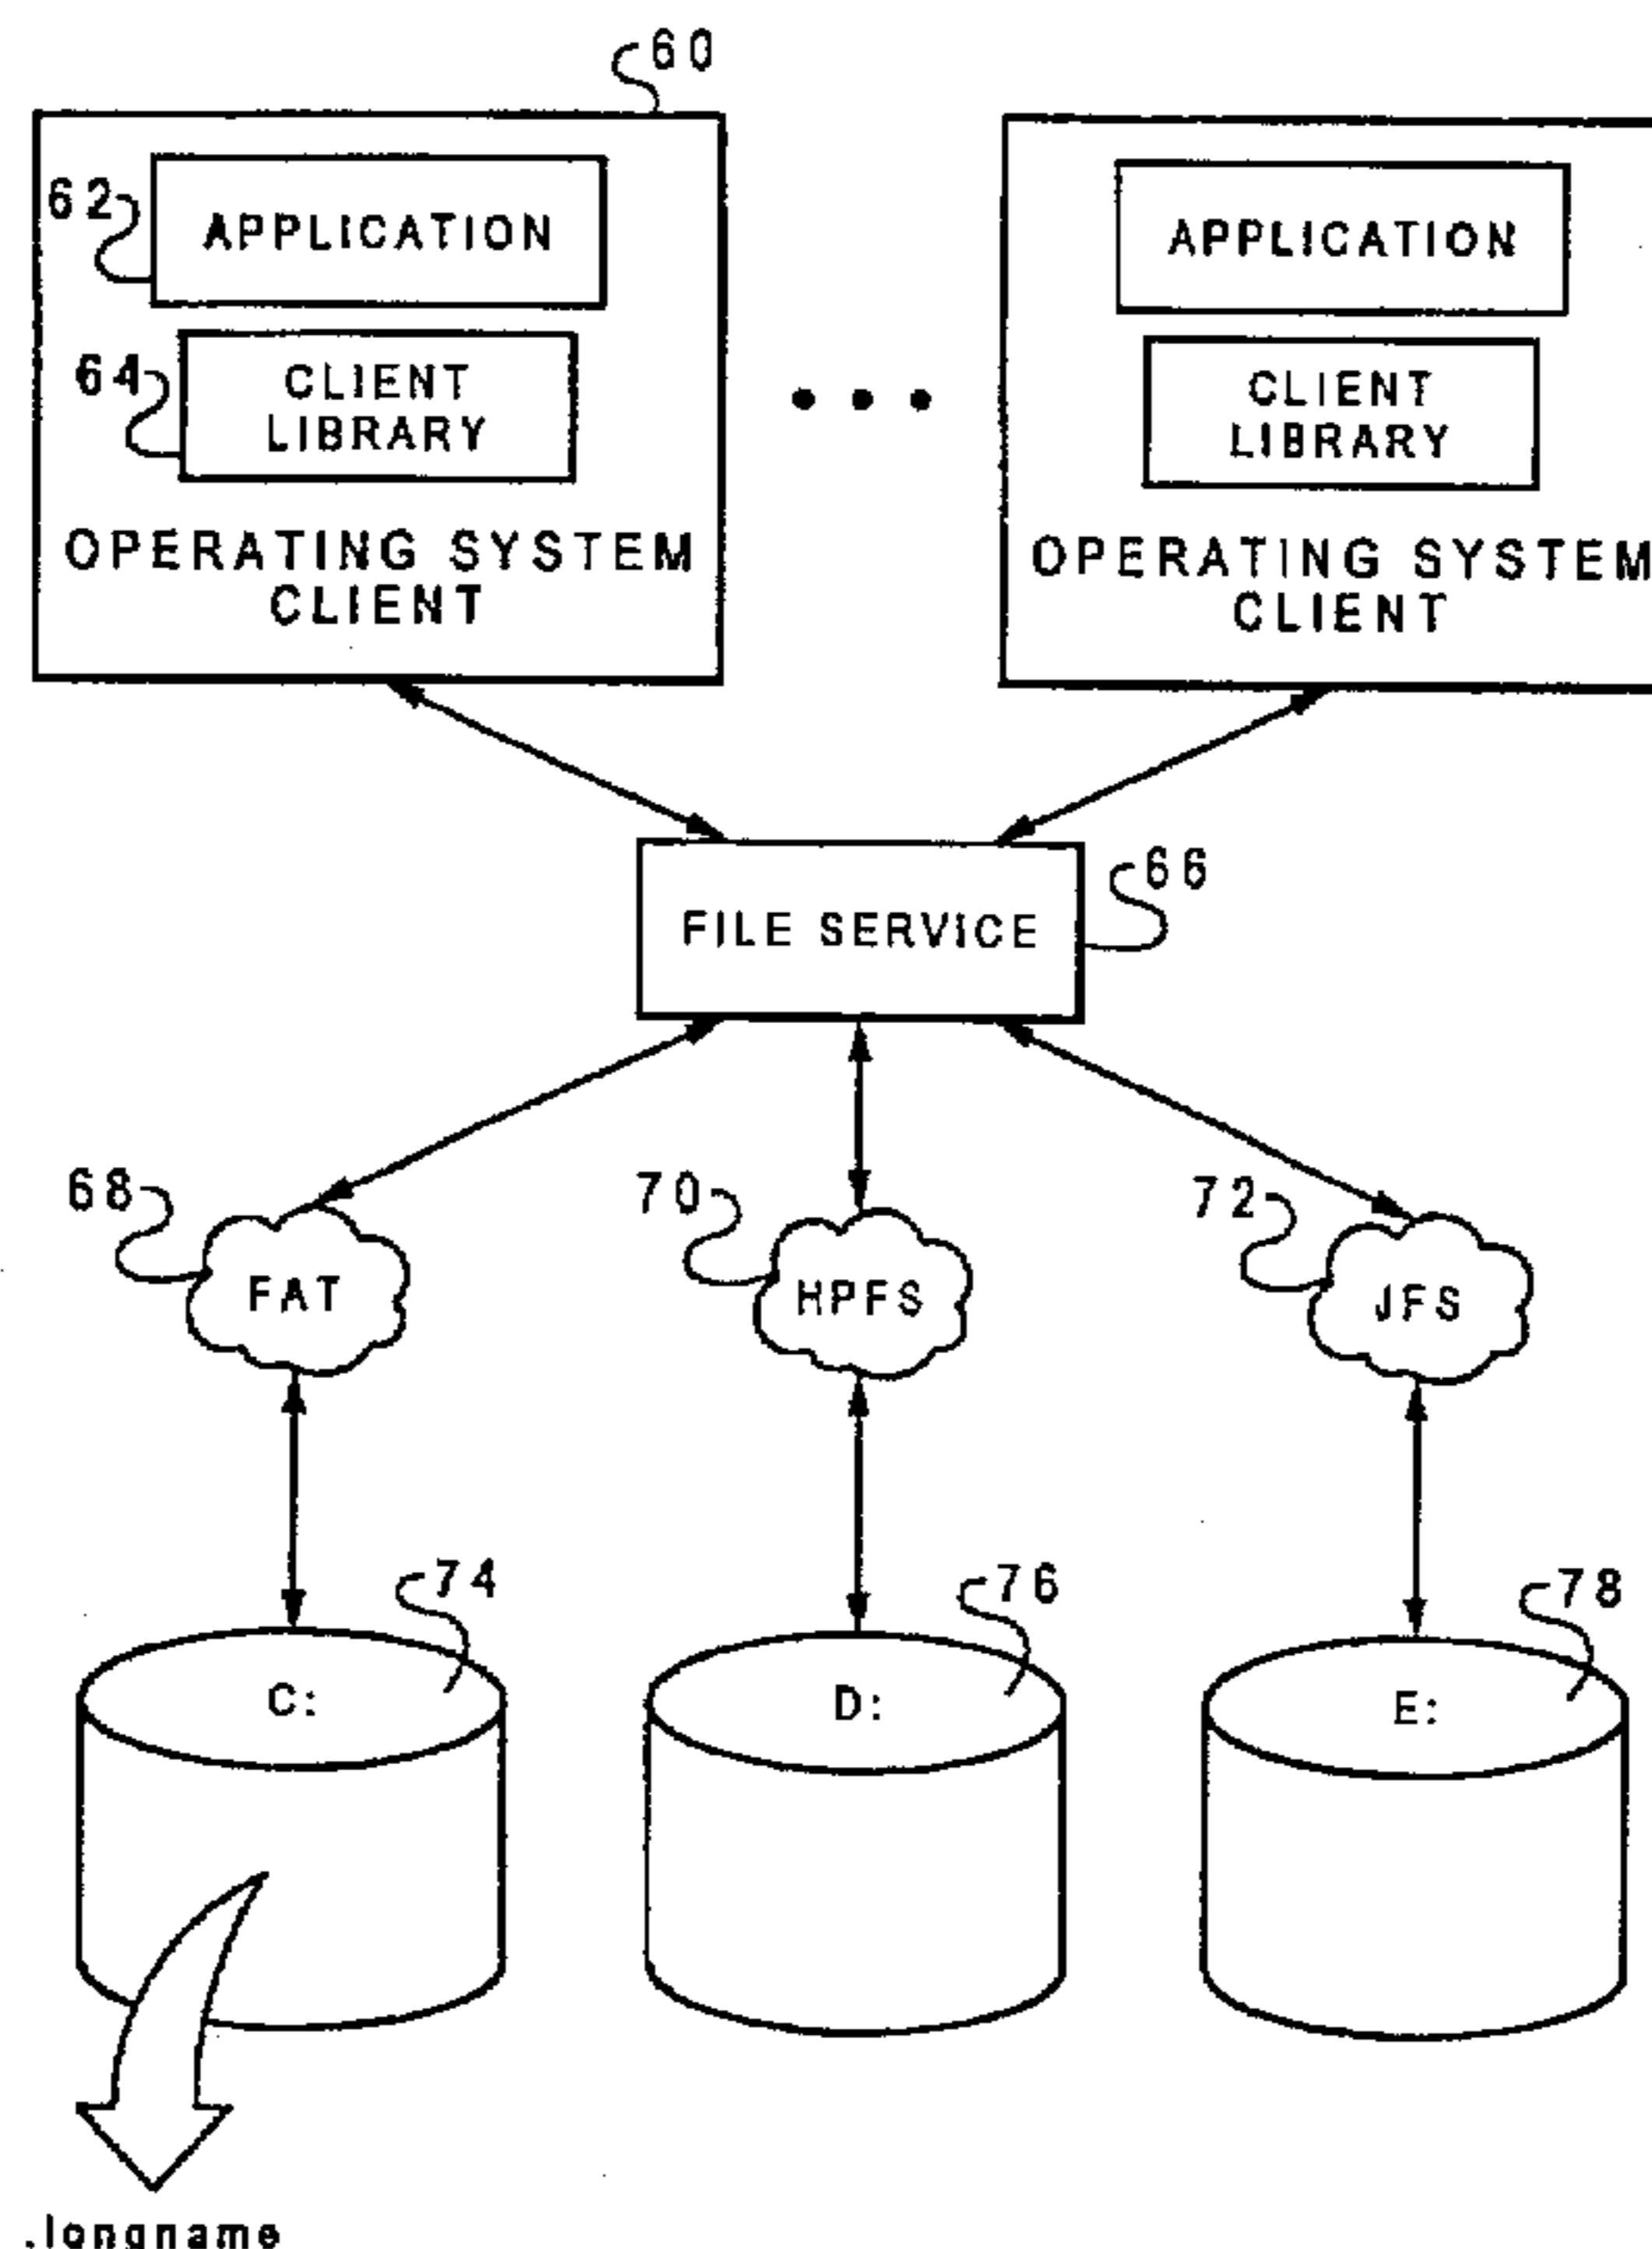 60
62
APPLICATION
APPLICATION
64
CLIENT
LIBRARY
CLIENT
LIBRARY
OPERATING SYSTEM
CLIENT
OPERATING SYSTEM
CLIENT
66
FILE SERVICE
68
70
72
FAT
HPFS
JFS
74
76
78
C:
D:
E:
.longname